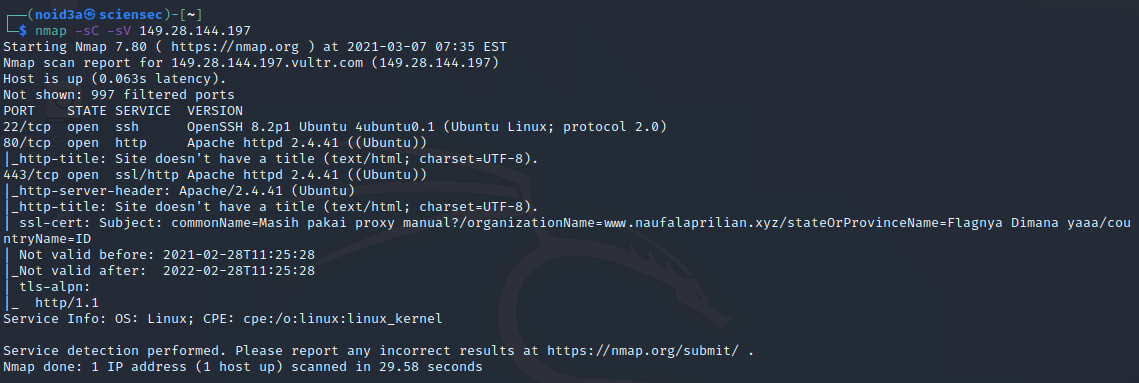 ┌──(noid3a㉿sciensec)-[~]
└─$ nmap -sC -sV 149.28.144.197
Starting Nmap 7.80 ( https://nmap.org ) at 2021-03-07 07:35 EST
Nmap scan report for 149.28.144.197.vultr.com (149.28.144.197)
Host is up (0.063s latency).
Not shown: 997 filtered ports
PORT    STATE SERVICE  VERSION
22/tcp  open  ssh      OpenSSH 8.2p1 Ubuntu 4ubuntu0.1 (Ubuntu Linux; protocol 2.0)
80/tcp  open  http     Apache httpd 2.4.41 ((Ubuntu))
|_http-title: Site doesn't have a title (text/html; charset=UTF-8).
443/tcp open  ssl/http Apache httpd 2.4.41 ((Ubuntu))
|_http-server-header: Apache/2.4.41 (Ubuntu)
|_http-title: Site doesn't have a title (text/html; charset=UTF-8).
| ssl-cert: Subject: commonName=Masih pakai proxy manual?/organizationName=www.naufalaprilian.xyz/stateOrProvinceName=Flagnya Dimana yaaa/cou
ntryName=ID
| Not valid before: 2021-02-28T11:25:28
|_Not valid after:  2022-02-28T11:25:28
| tls-alpn:
|_  http/1.1
Service Info: OS: Linux; CPE: cpe:/o:linux:linux_kernel

Service detection performed. Please report any incorrect results at https://nmap.org/submit/ .
Nmap done: 1 IP address (1 host up) scanned in 29.58 seconds